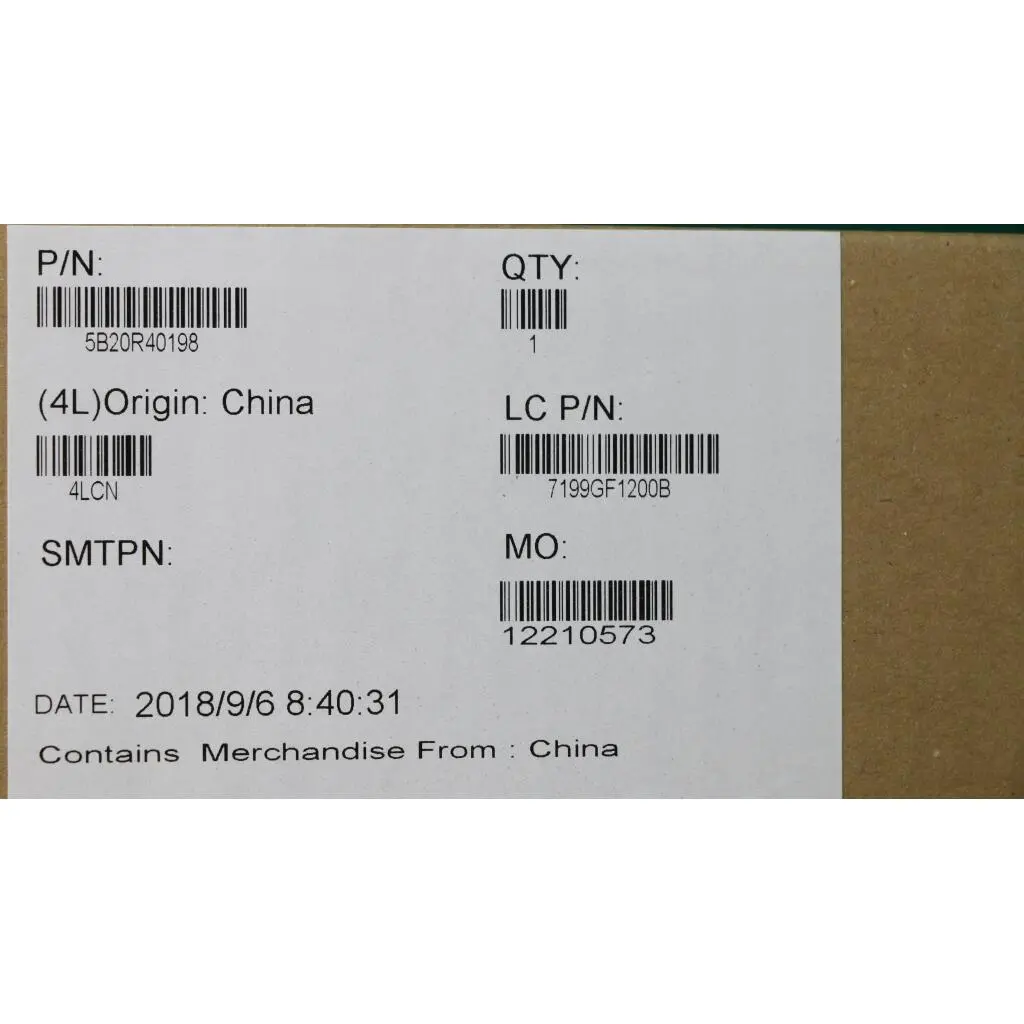 P/N:
5B20R40198
QTY:
1
(4L)Origin: China
4LCN
LC P/N:
7199GF1200B
SMTPN:
MO:
12210573
DATE: 2018/9/6 8:40:31
Contains Merchandise From : China